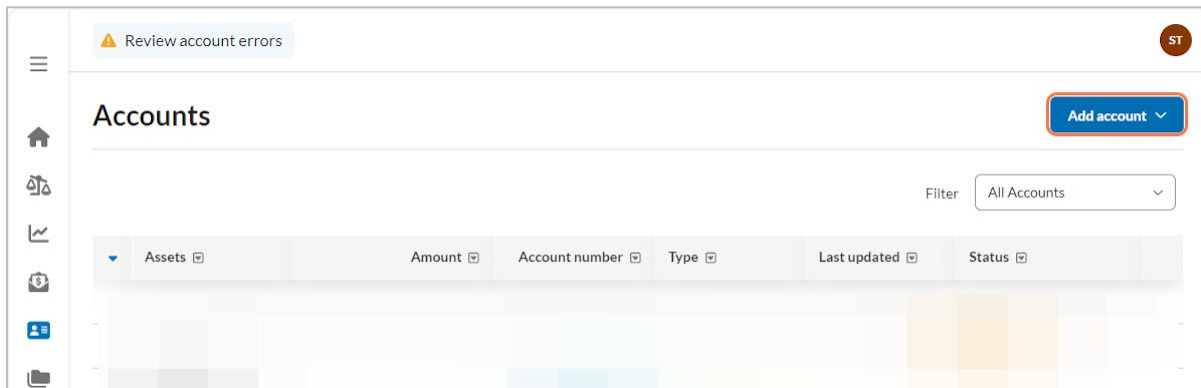 Review account errors
ST
Accounts
Add account
Filter All Accounts
Assets Amount Account number Type Last updated Status